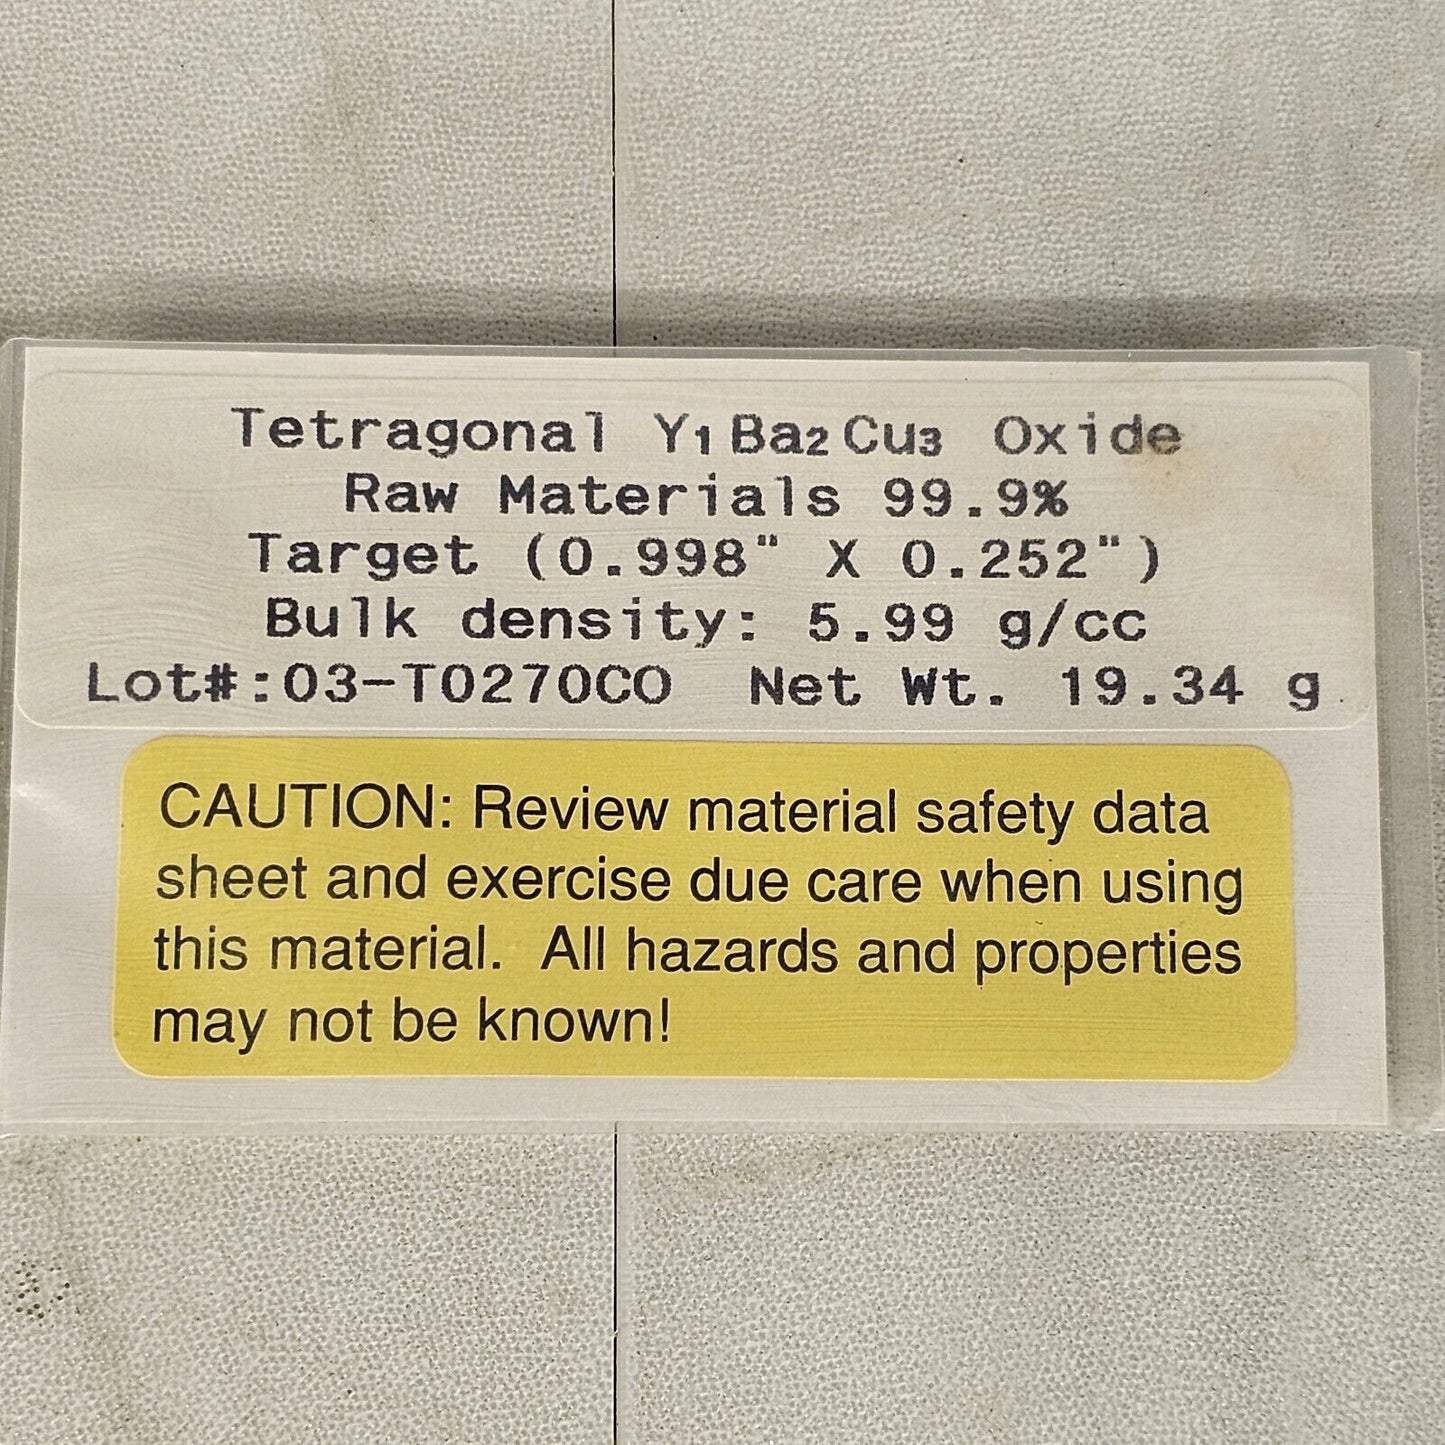 Tetragonal Y₁Ba₂Cu₃ Oxide
Raw Materials 99.9%
Target (0.998" X 0.252")
Bulk density: 5.99 g/cc
Lot#:03-T0270CO  Net Wt. 19.34 g
CAUTION: Review material safety data
sheet and exercise due care when using
this material.  All hazards and properties
may not be known!